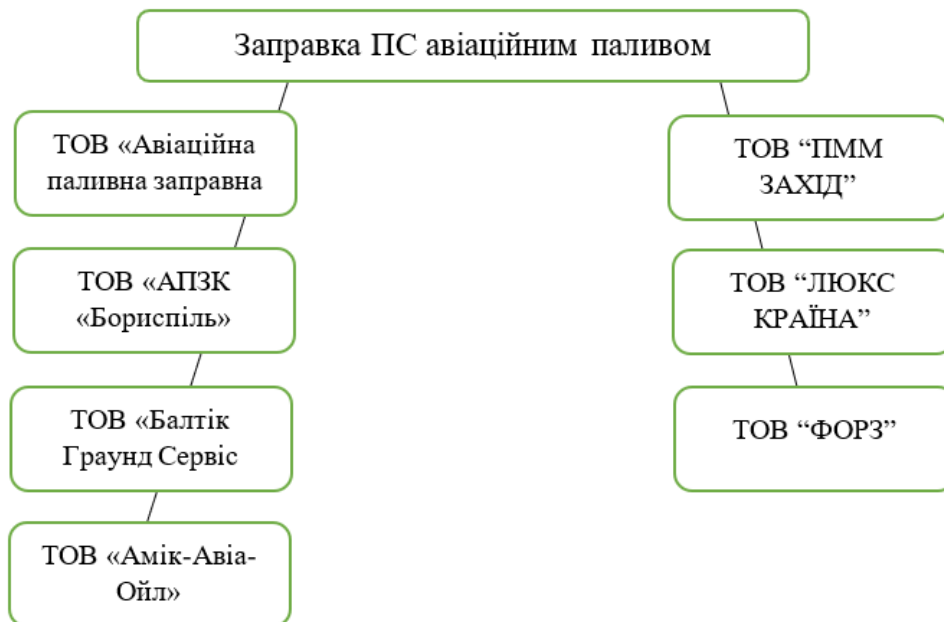 Заправка ПС авіаційним паливом
ТОВ «Авіаційна
паливна заправна
ТОВ «АПЗК
«Бориспіль»
ТОВ «Балтік
Граунд Сервіс
ТОВ «Амік-Авіа-
Ойл»
ТОВ “ПММ
ЗАХІД”
ТОВ “ЛЮКС
КРАЇНА”
ТОВ “ФОРЗ”